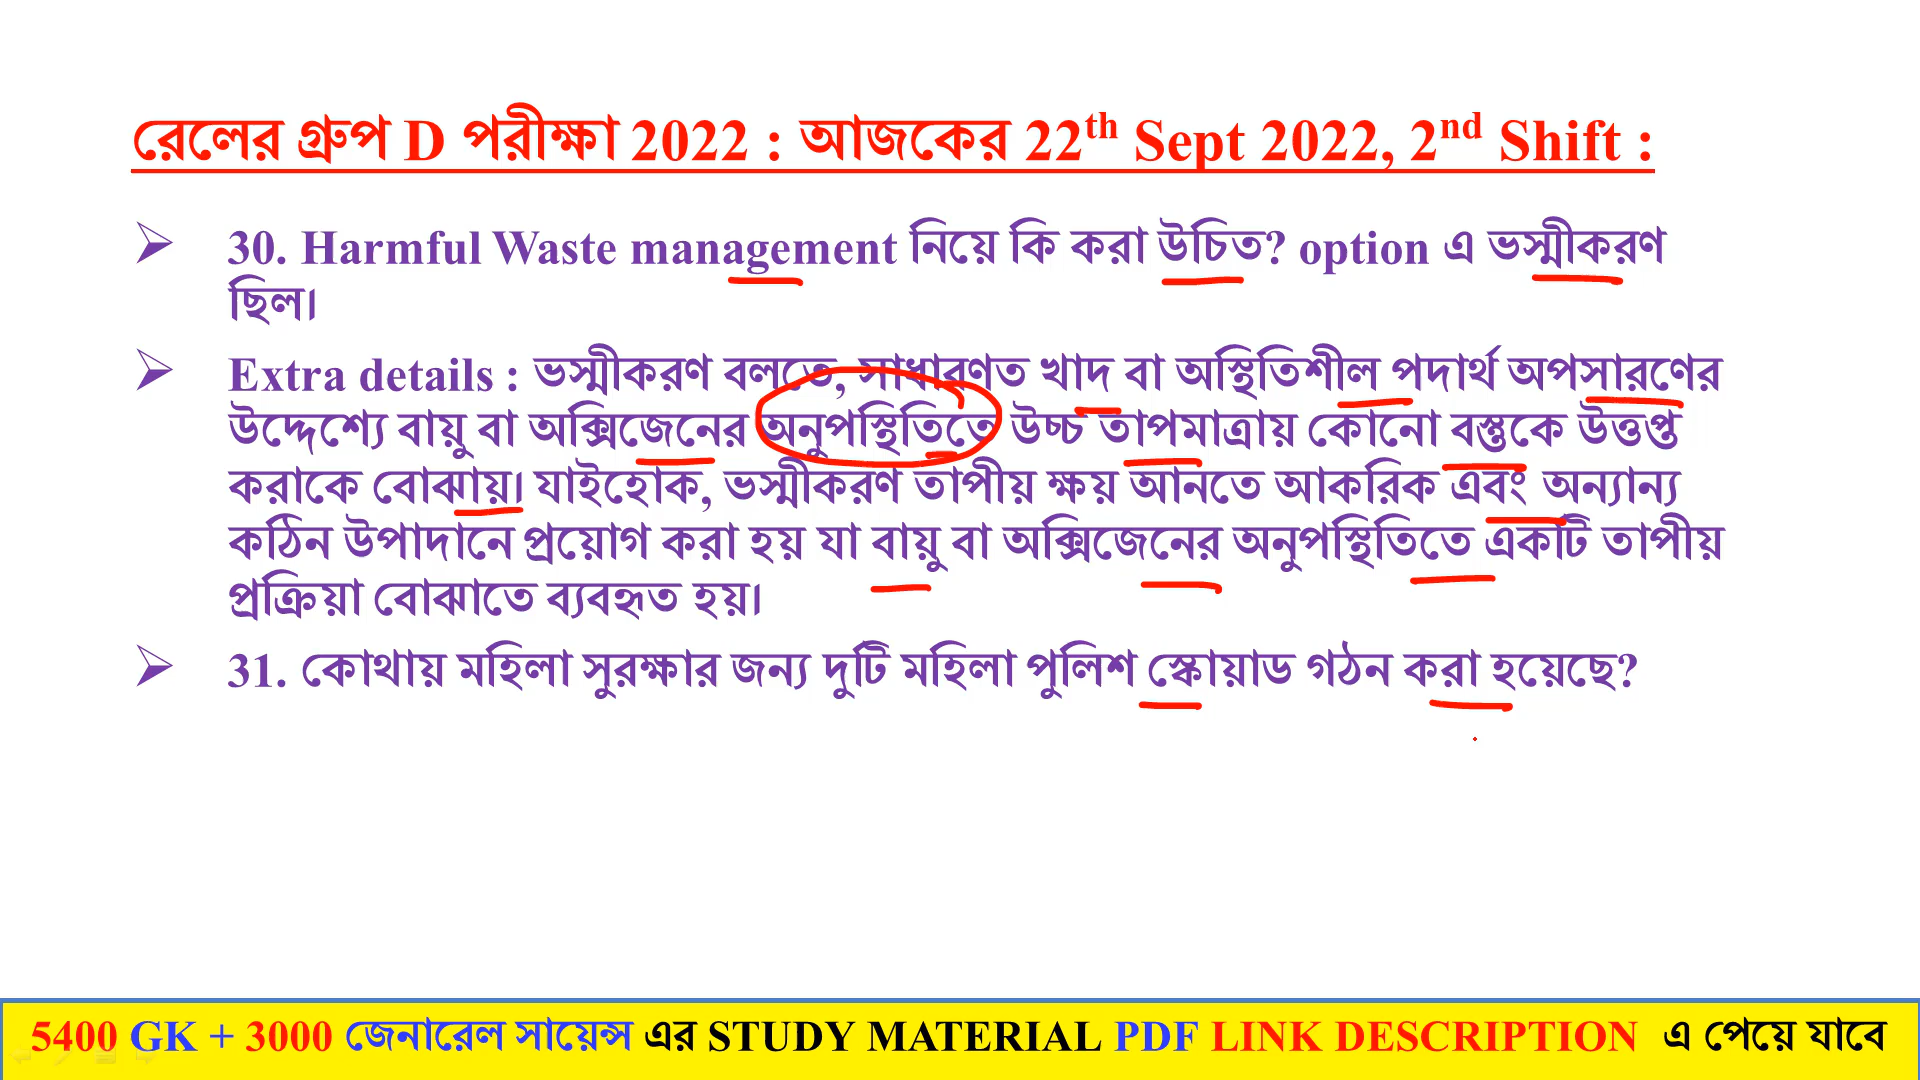 রেলের গ্রুপ D পরীক্ষা 2022 : আজকের 22th Sept 2022, 2nd Shift :
➢ 30. Harmful Waste management নিয়ে কি করা উচিত? option এ ভস্মীকরণ
ছিল।
➢ Extra details : ভস্মীকরণ বলতে, সাধারণত খাদ বা অস্থিতিশীল পদার্থ অপসারণের
উদ্দেশ্যে বায়ু বা অক্সিজেনের অনুপস্থিতিতে উচ্চ তাপমাত্রায় কোনো বস্তুকে উত্তপ্ত
করাকে বোঝায়। যাইহোক, ভস্মীকরণ তাপীয় ক্ষয় আনতে আকরিক এবং অন্যান্য
কঠিন উপাদানে প্রয়োগ করা হয় যা বায়ু বা অক্সিজেনের অনুপস্থিতিতে একটি তাপীয়
প্রক্রিয়া বোঝাতে ব্যবহৃত হয়।
➢ 31. কোথায় মহিলা সুরক্ষার জন্য দুটি মহিলা পুলিশ স্কোয়াড গঠন করা হয়েছে?
5400 GK + 3000 জেনারেল সায়েন্স এর STUDY MATERIAL PDF LINK DESCRIPTION এ পেয়ে যাবে